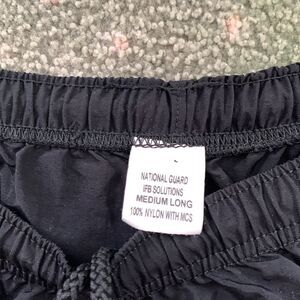 NATIONAL GUARD
IFB SOLUTIONS
MEDIUM LONG
100% NYLON WITH MCS